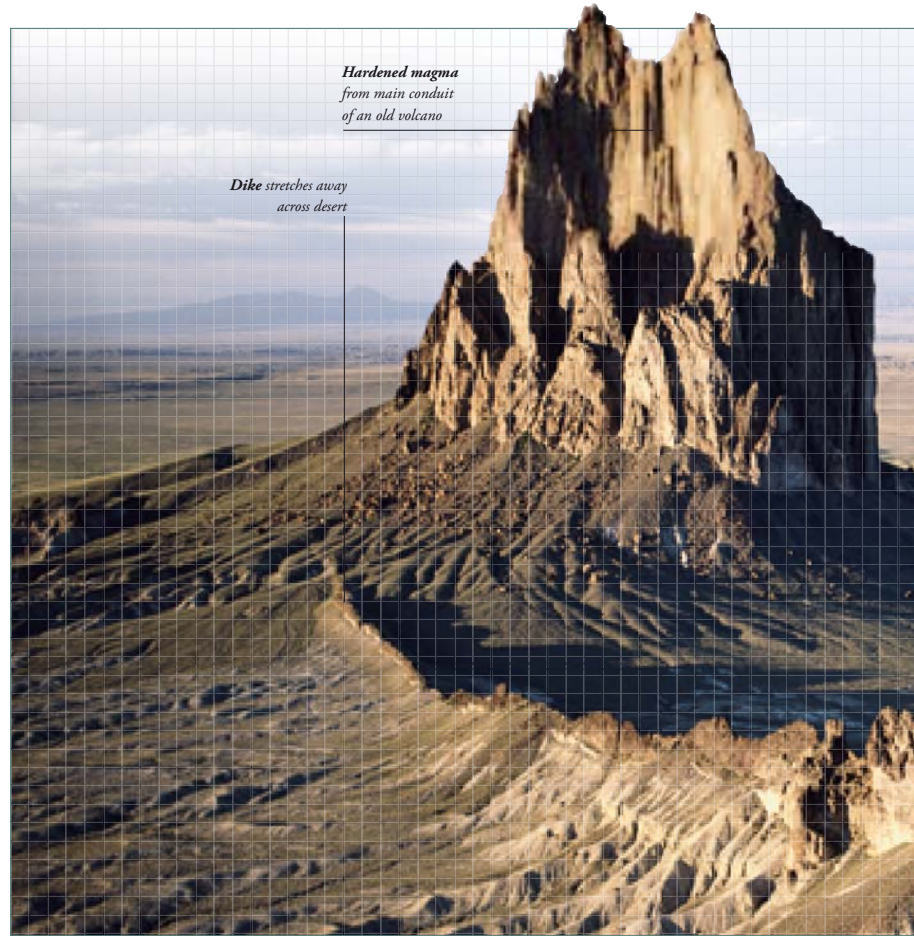 Hardened magma
from main conduit
of an old volcano
Dike stretches away
across desert